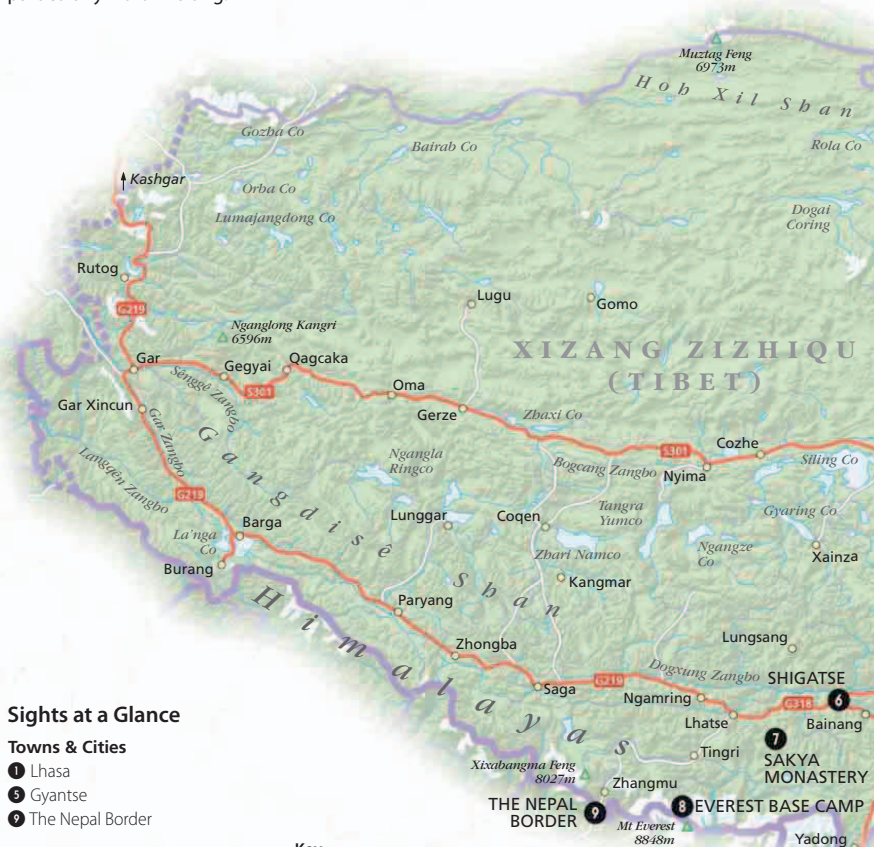 Muztag Feng
6973m
Hoh Xil Shan
Gozha Co
Bairab Co
Rola Co
Kashgar
Orba Co
Lumajangdong Co
Dogai
Coring
Rutog
G219
Lugu
Gomo
Nganglong Kangri
6596m
XIZANG ZIZHIQU
(TIBET)
Gar
Gegyai
Qagcaka
Sênggê Zangbo
S301
Oma
Gar Xincun
Gar Zangbo
Gerze
Zhaxi Co
Cozhe
S301
Siling Co
Nyima
Bogcang Zangbo
Ngangla
Ringco
Langqên Zangbo
G219
Gangdisê Shan
Lunggar
Coqen
Tangra
Yumco
Gyaring Co
La'nga
Co
Barga
Zhari Namco
Ngangze
Co
Xainza
Burang
Kangmar
Himalayas
Paryang
Zhongba
Lungsang
Dogxung Zangbo
SHIGATSE
6
Saga
G219
Ngamring
G318
Bainang
Lhatse
7
SAKYA
MONASTERY
Tingri
Xixabangma Feng
8027m
Zhangmu
THE NEPAL
BORDER
9
8
EVEREST BASE CAMP
Mt Everest
8848m
Yadong
Sights at a Glance
Towns & Cities
1 Lhasa
5 Gyantse
9 The Nepal Border